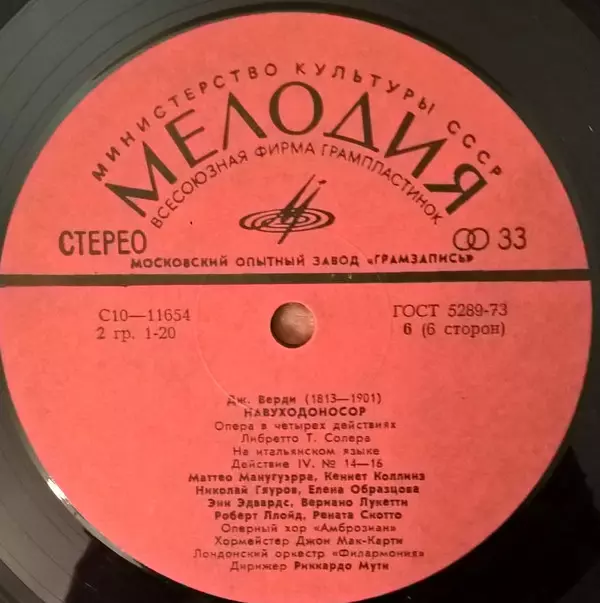 МИНИСТЕРСТВО КУЛЬТУРЫ СССР
МЕЛОДИЯ
ВСЕСОЮЗНАЯ ФИРМА ГРАМПЛАСТИНОК
СТЕРЕО
33
МОСКОВСКИЙ ОПЫТНЫЙ ЗАВОД «ГРАМЗАПИСЬ»
С10—11654
2 гр. 1-20
ГОСТ 5289-73
6 (6 сторон)
Дж. Верди (1813—1901)
НАВУХОДОНОСОР
Опера в четырех действиях
Либретто Т. Солера
На итальянском языке
Действие IV. № 14—16
Маттео Манугуэрра, Кеннет Коллинз
Николай Гяуров, Елена Образцова
Энн Эдвардс, Вериано Лукетти
Роберт Ллойд, Рената Скотто
Оперный хор «Амброзиан»
Хормейстер Джон Мак-Карти
Лондонский оркестр «Филармония»
Дирижер Риккардо Мути